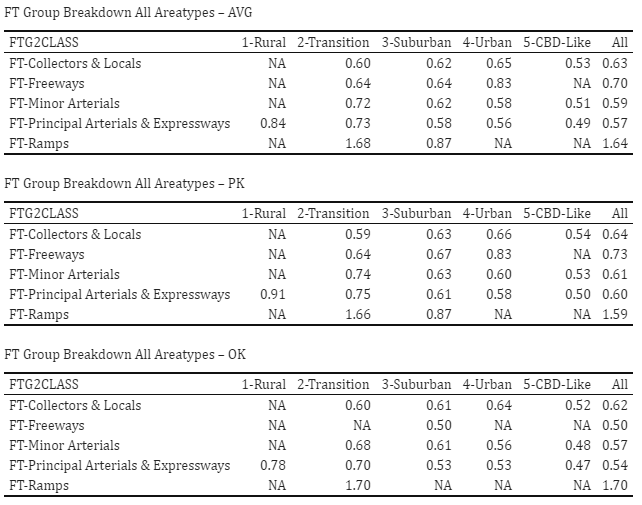 FT Group Breakdown All Areatypes – AVG
FTG2CLASS 1-Rural 2-Transition 3-Suburban 4-Urban 5-CBD-Like All
FT-Collectors & Locals NA 0.60 0.62 0.65 0.53 0.63
FT-Freeways NA 0.64 0.64 0.83 NA 0.70
FT-Minor Arterials NA 0.72 0.62 0.58 0.51 0.59
FT-Principal Arterials & Expressways 0.84 0.73 0.58 0.56 0.49 0.57
FT-Ramps NA 1.68 0.87 NA NA 1.64
FT Group Breakdown All Areatypes – PK
FTG2CLASS 1-Rural 2-Transition 3-Suburban 4-Urban 5-CBD-Like All
FT-Collectors & Locals NA 0.59 0.63 0.66 0.54 0.64
FT-Freeways NA 0.64 0.67 0.83 NA 0.73
FT-Minor Arterials NA 0.74 0.63 0.60 0.53 0.61
FT-Principal Arterials & Expressways 0.91 0.75 0.61 0.58 0.50 0.60
FT-Ramps NA 1.66 0.87 NA NA 1.59
FT Group Breakdown All Areatypes – OK
FTG2CLASS 1-Rural 2-Transition 3-Suburban 4-Urban 5-CBD-Like All
FT-Collectors & Locals NA 0.60 0.61 0.64 0.52 0.62
FT-Freeways NA NA 0.50 NA NA 0.50
FT-Minor Arterials NA 0.68 0.61 0.56 0.48 0.57
FT-Principal Arterials & Expressways 0.78 0.70 0.53 0.53 0.47 0.54
FT-Ramps NA 1.70 NA NA NA 1.70